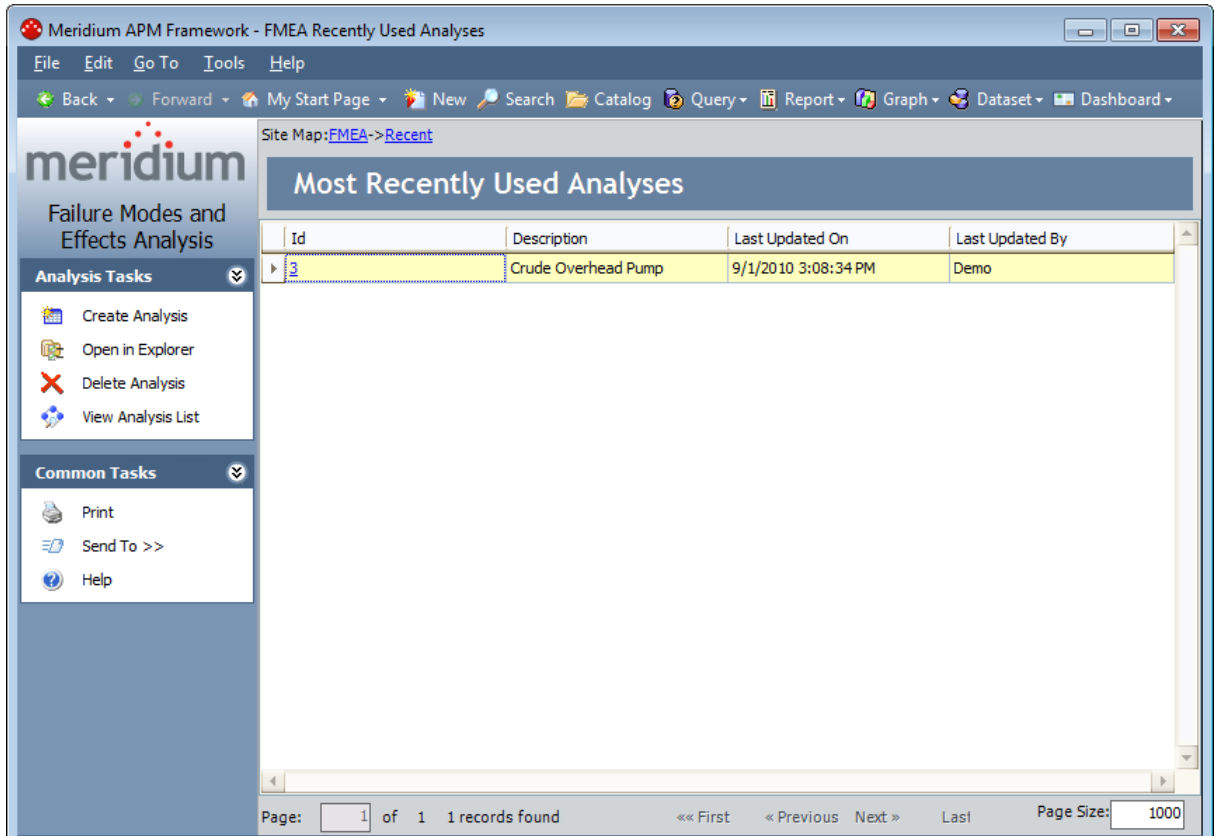 Meridium APM Framework - FMEA Recently Used Analyses
File Edit Go To Tools Help
Back Forward My Start Page New Search Catalog Query Report Graph Dataset Dashboard
meridium
Failure Modes and
Effects Analysis
Analysis Tasks
Create Analysis
Open in Explorer
Delete Analysis
View Analysis List
Common Tasks
Print
Send To >>
Help
Site Map:FMEA->Recent
Most Recently Used Analyses
Id Description Last Updated On Last Updated By
3 Crude Overhead Pump 9/1/2010 3:08:34 PM Demo
Page: 1 of 1 1 records found «« First « Previous Next » Last Page Size: 1000